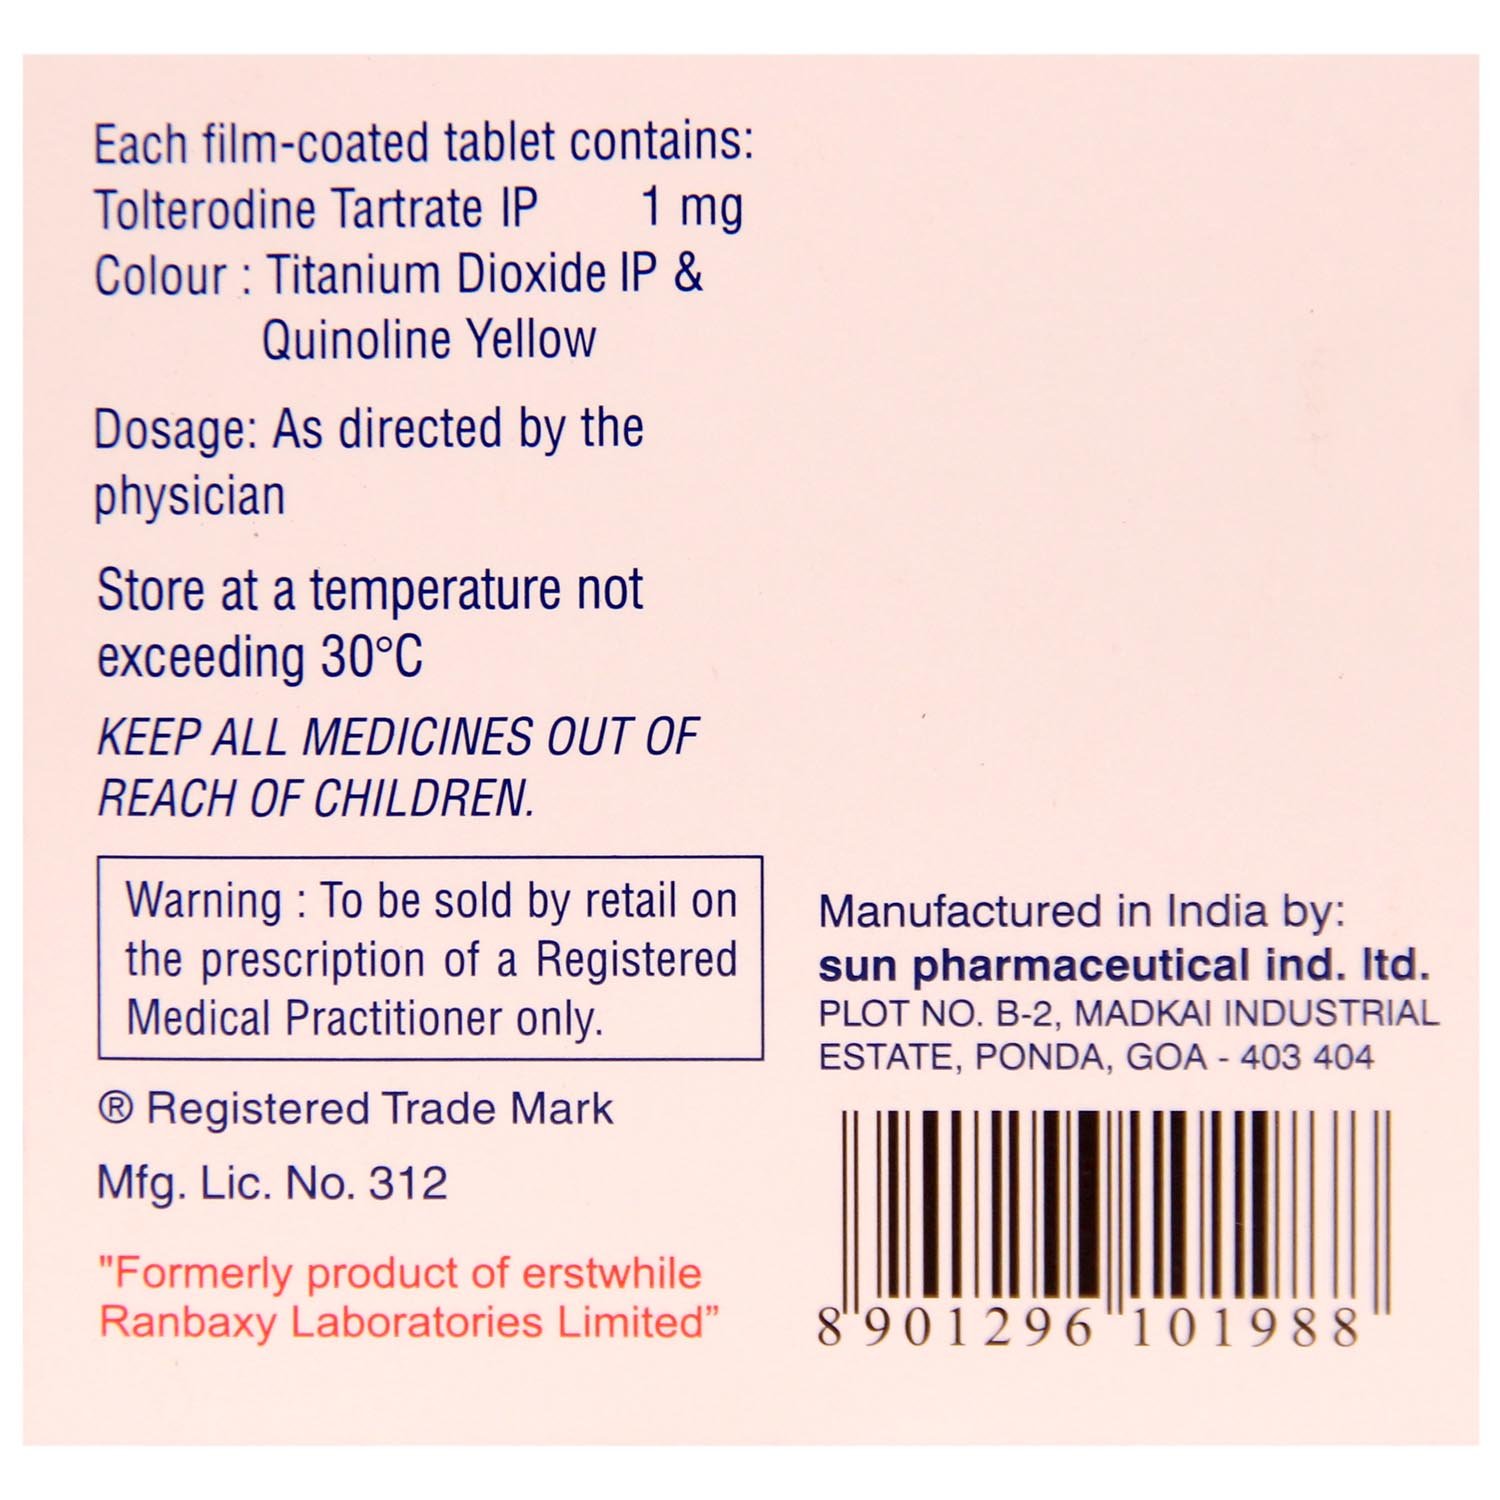 Each film-coated tablet contains:
Tolterodine Tartrate IP 1 mg
Colour : Titanium Dioxide IP &
Quinoline Yellow
Dosage: As directed by the
physician
Store at a temperature not
exceeding 30°C
KEEP ALL MEDICINES OUT OF
REACH OF CHILDREN.
Warning : To be sold by retail on
the prescription of a Registered
Medical Practitioner only.
® Registered Trade Mark
Mfg. Lic. No. 312
"Formerly product of erstwhile
Ranbaxy Laboratories Limited”
Manufactured in India by:
sun pharmaceutical ind. ltd.
PLOT NO. B-2, MADKAI INDUSTRIAL
ESTATE, PONDA, GOA - 403 404
8 901296 101988